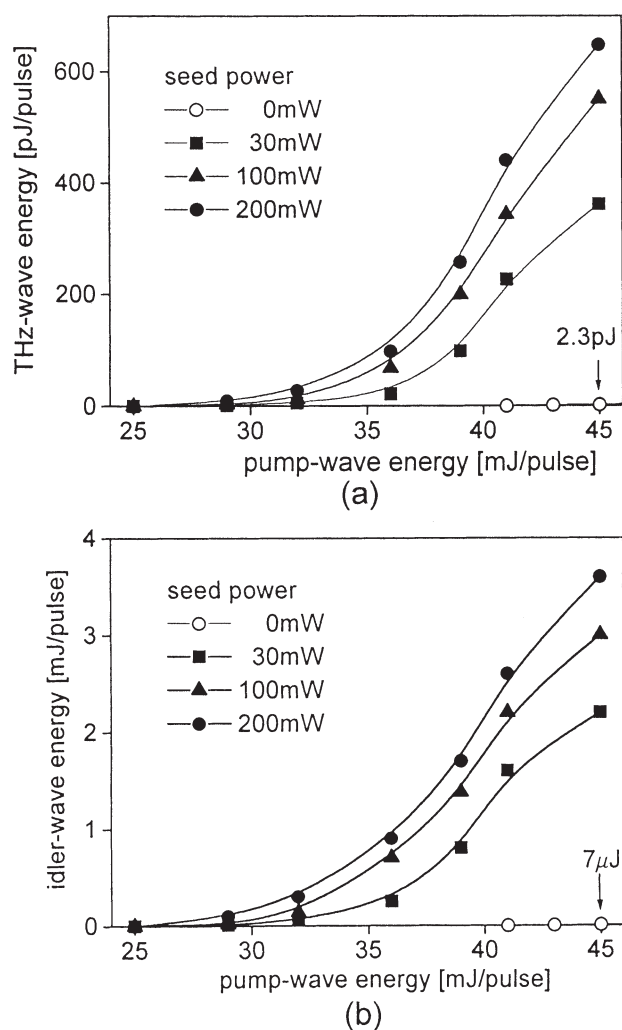 THz-wave energy [pJ/pulse]
600
400
200
0
seed power
0mW
30mW
100mW
200mW
2.3pJ
25 30 35 40 45
pump-wave energy [mJ/pulse]
(a)
idler-wave energy [mJ/pulse]
4
3
2
1
0
seed power
0mW
30mW
100mW
200mW
7μJ
25 30 35 40 45
pump-wave energy [mJ/pulse]
(b)